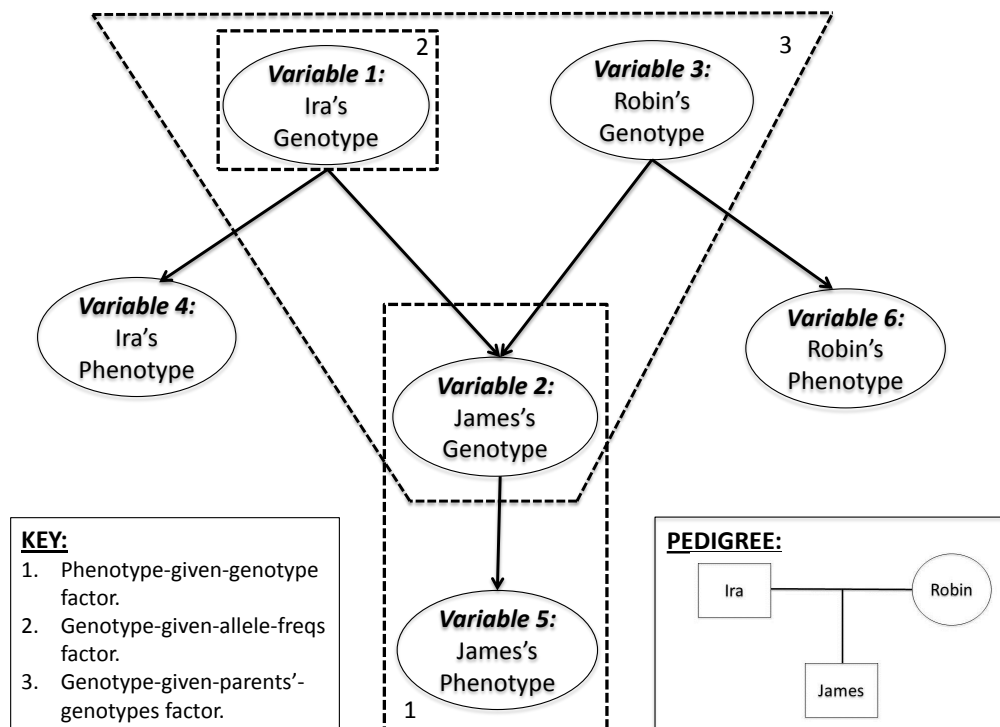 2
3
Variable 1:
Ira’s
Genotype
Variable 3:
Robin’s
Genotype
Variable 4:
Ira’s
Phenotype
Variable 6:
Robin’s
Phenotype
Variable 2:
James’s
Genotype
Variable 5:
James’s
Phenotype
1
KEY:
1. Phenotype-given-genotype
factor.
2. Genotype-given-allele-freqs
factor.
3. Genotype-given-parents’-
genotypes factor.
PEDIGREE:
Ira
Robin
James